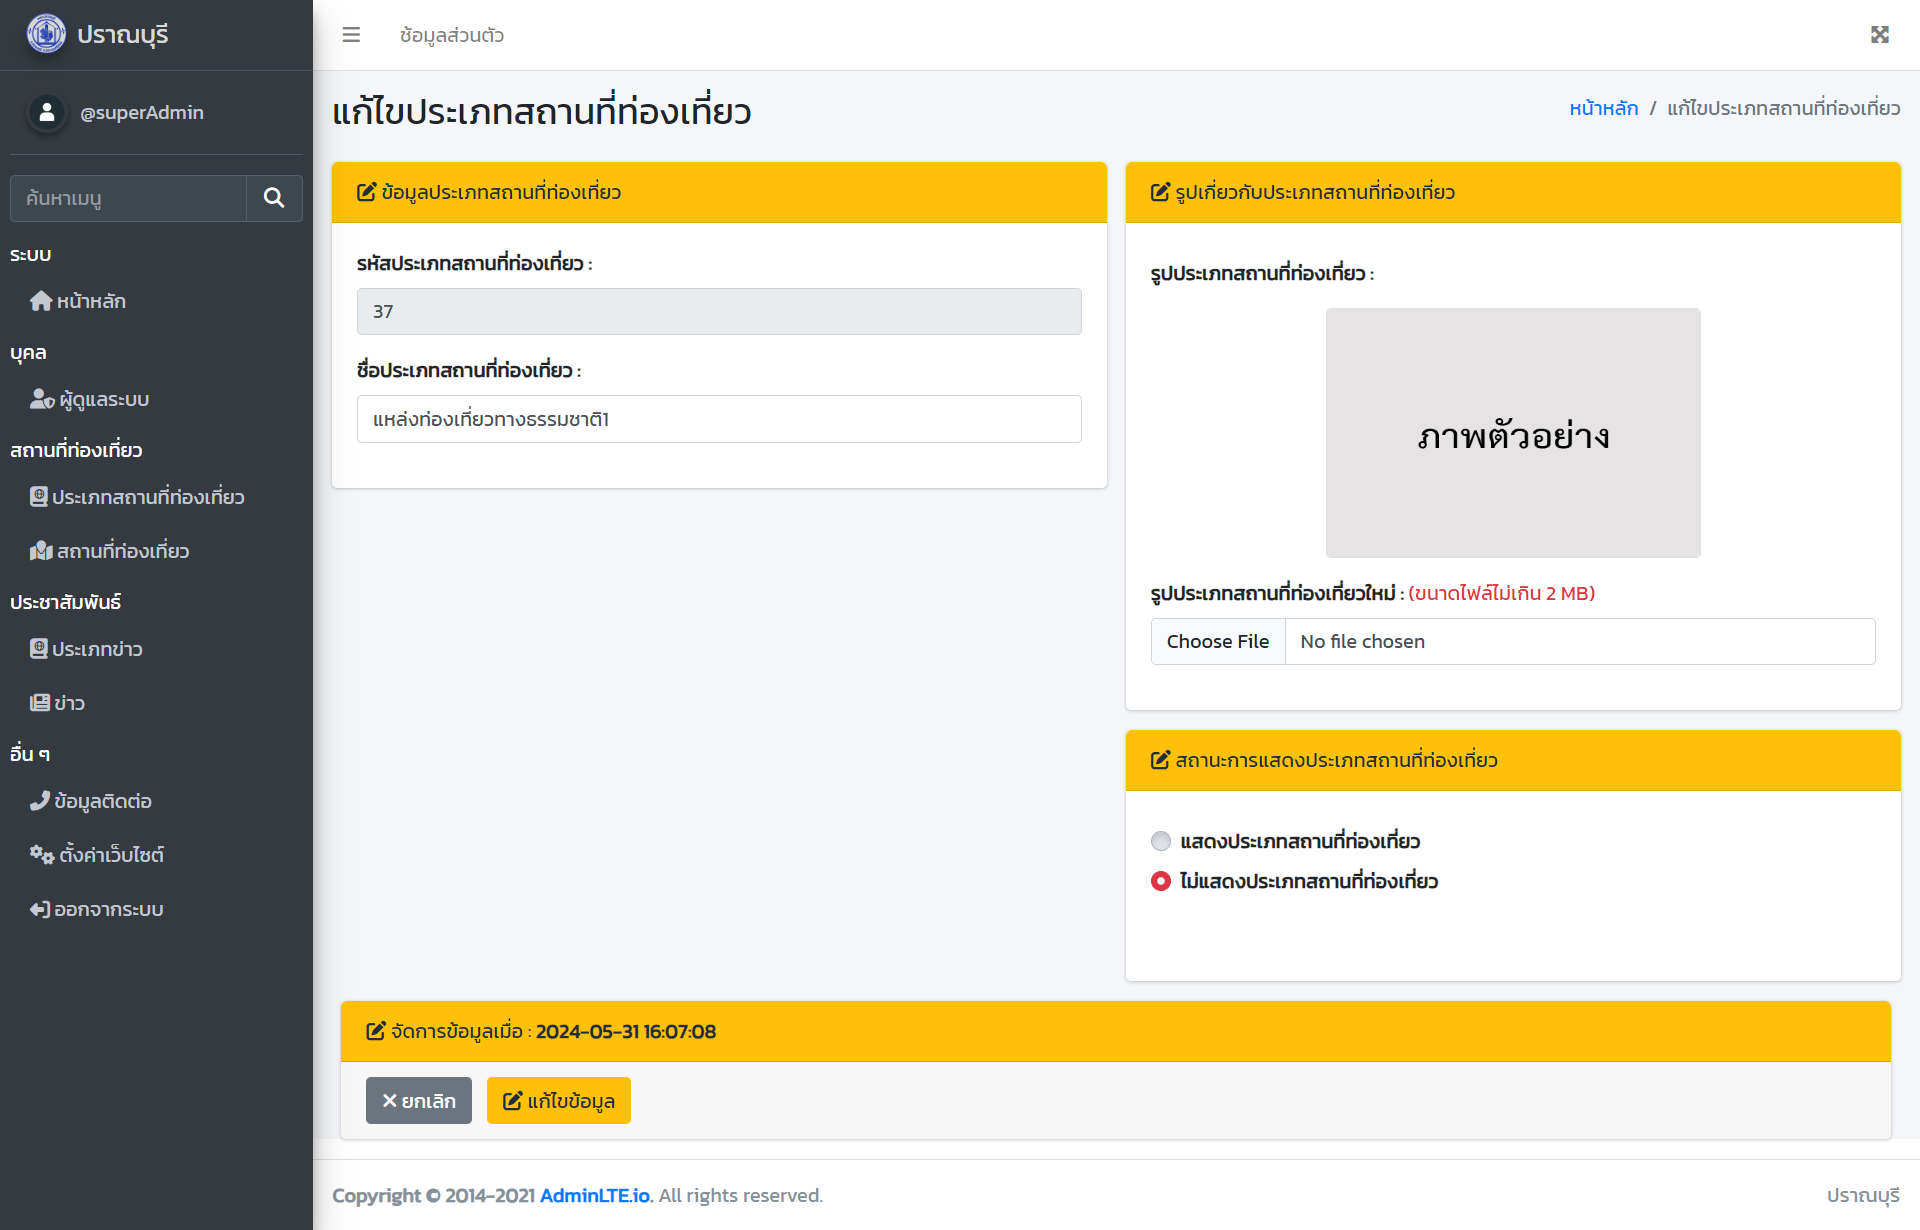 ปราณบุรี
@superAdmin
ค้นหาเมนู
ระบบ
หน้าหลัก
บุคล
ผู้ดูแลระบบ
สถานที่ท่องเที่ยว
ประเภทสถานที่ท่องเที่ยว
สถานที่ท่องเที่ยว
ประชาสัมพันธ์
ประเภทข่าว
ข่าว
อื่น ๆ
ข้อมูลติดต่อ
ตั้งค่าเว็บไซต์
ออกจากระบบ
ช้อมูลส่วนตัว
แก้ไขประเภทสถานที่ท่องเที่ยว
หน้าหลัก / แก้ไขประเภทสถานที่ท่องเที่ยว
ข้อมูลประเภทสถานที่ท่องเที่ยว
รหัสประเภทสถานที่ท่องเที่ยว :
37
ชื่อประเภทสถานที่ท่องเที่ยว :
แหล่งท่องเที่ยวทางธรรมชาติ1
รูปเกี่ยวกับประเภทสถานที่ท่องเที่ยว
รูปประเภทสถานที่ท่องเที่ยว :
ภาพตัวอย่าง
รูปประเภทสถานที่ท่องเที่ยวใหม่ : (ขนาดไฟล์ไม่เกิน 2 MB)
Choose File No file chosen
สถานะการแสดงประเภทสถานที่ท่องเที่ยว
แสดงประเภทสถานที่ท่องเที่ยว
ไม่แสดงประเภทสถานที่ท่องเที่ยว
จัดการข้อมูลเมื่อ : 2024-05-31 16:07:08
ยกเลิก
แก้ไขข้อมูล
Copyright © 2014-2021 AdminLTE.io. All rights reserved.
ปราณบุรี